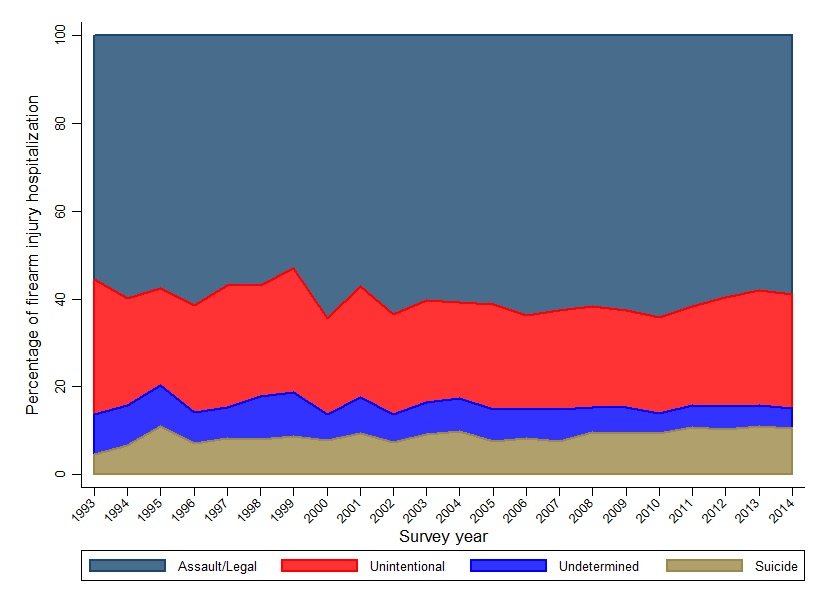 Percentage of firearm injury hospitalization
100
80
60
40
20
0
1993 1994 1995 1996 1997 1998 1999 2000 2001 2002 2003 2004 2005 2006 2007 2008 2009 2010 2011 2012 2013 2014
Survey year
Assault/Legal Unintentional Undetermined Suicide